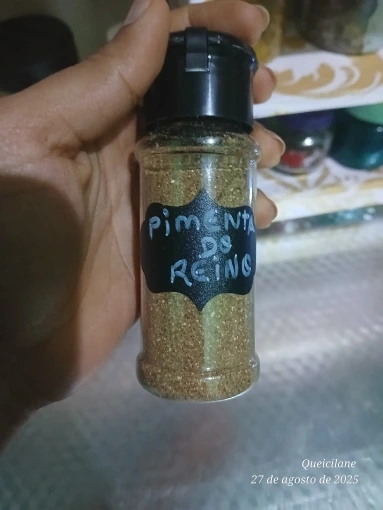 PimENTA
DO
REiNO
Queicilane
27 de agosto de 2025